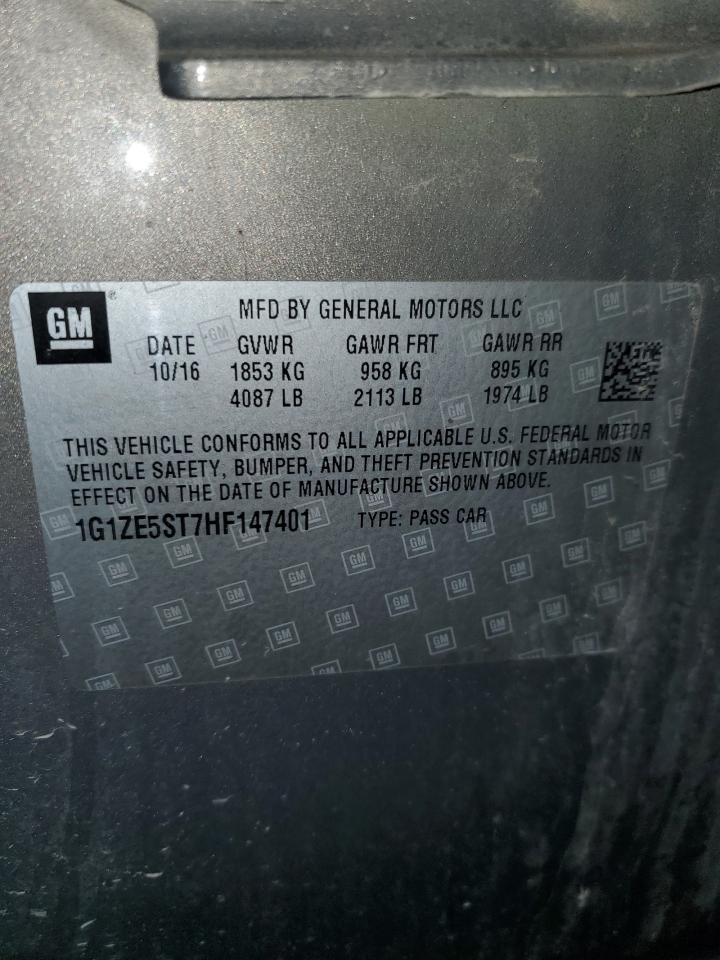 GM
MFD BY GENERAL MOTORS LLC
DATE GVWR GAWR FRT GAWR RR
10/16 1853 KG 958 KG 895 KG
4087 LB 2113 LB 1974 LB
THIS VEHICLE CONFORMS TO ALL APPLICABLE U.S. FEDERAL MOTOR
VEHICLE SAFETY, BUMPER, AND THEFT PREVENTION STANDARDS IN
EFFECT ON THE DATE OF MANUFACTURE SHOWN ABOVE.
1G1ZE5ST7HF147401 TYPE: PASS CAR